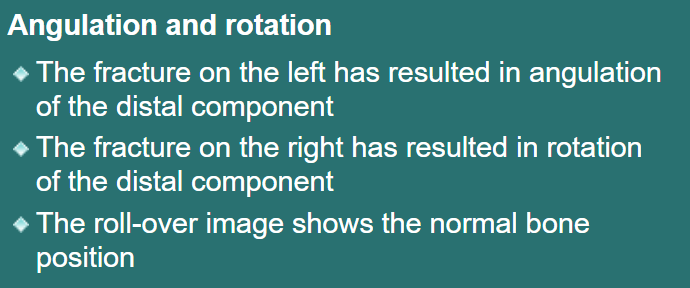 Angulation and rotation
The fracture on the left has resulted in angulation
of the distal component
The fracture on the right has resulted in rotation
of the distal component
The roll-over image shows the normal bone
position